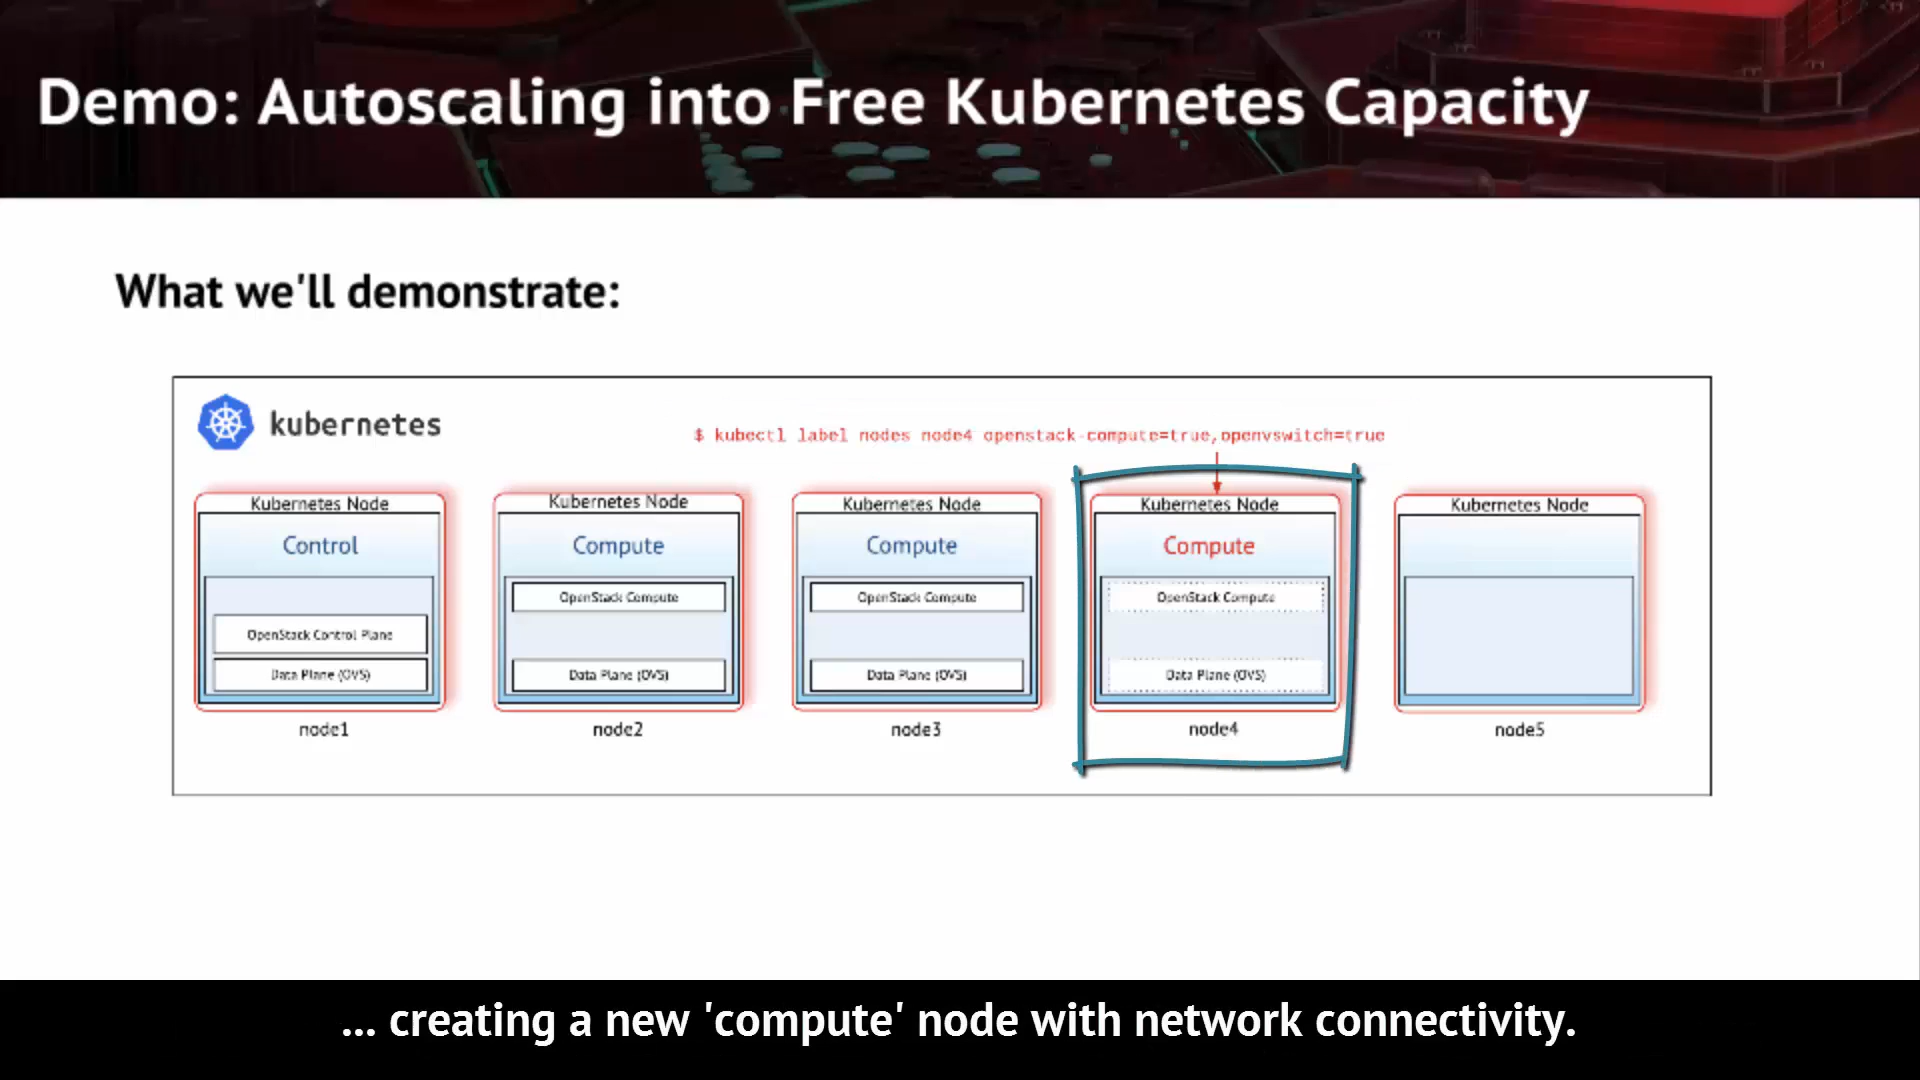 Demo: Autoscaling into Free Kubernetes Capacity
What we'll demonstrate:
kubernetes
$ kubectl label nodes node4 openstack-compute=true,openvswitch=true
Kubernetes Node
Control
OpenStack Control Plane
Data Plane (OVS)
node1
Kubernetes Node
Compute
OpenStack Compute
Data Plane (OVS)
node2
Kubernetes Node
Compute
OpenStack Compute
Data Plane (OVS)
node3
Kubernetes Node
Compute
OpenStack Compute
Data Plane (OVS)
node4
Kubernetes Node
node5
... creating a new 'compute' node with network connectivity.